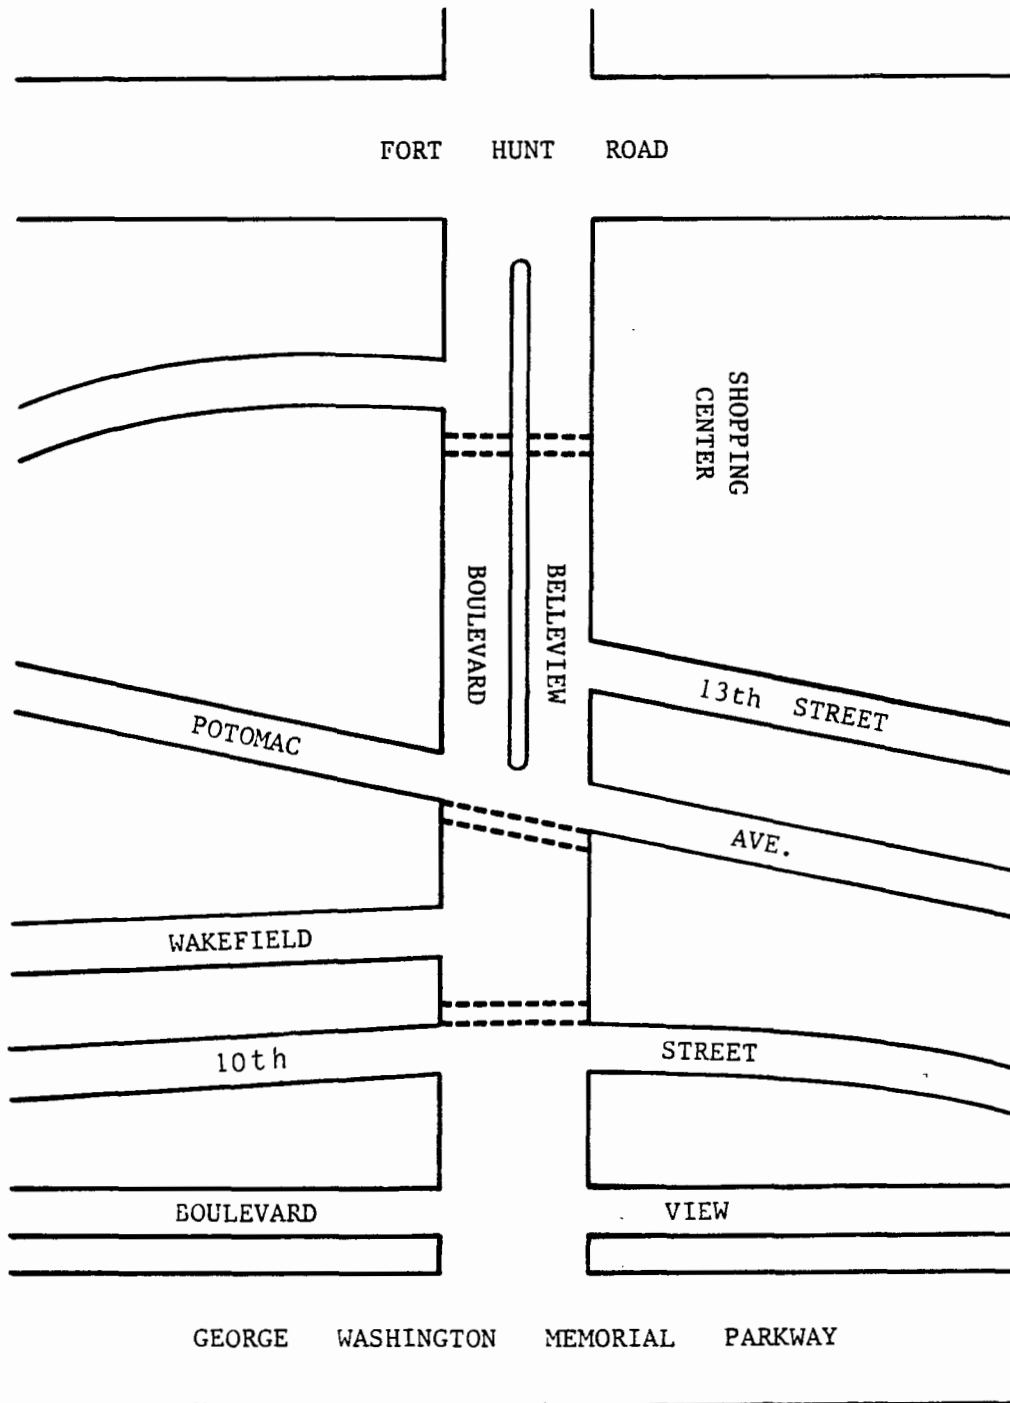 FORT HUNT ROAD
SHOPPING
CENTER
BELLEVIEW
BOULEVARD
13th STREET
POTOMAC AVE.
WAKEFIELD
10th STREET
BOULEVARD VIEW
GEORGE WASHINGTON MEMORIAL PARKWAY